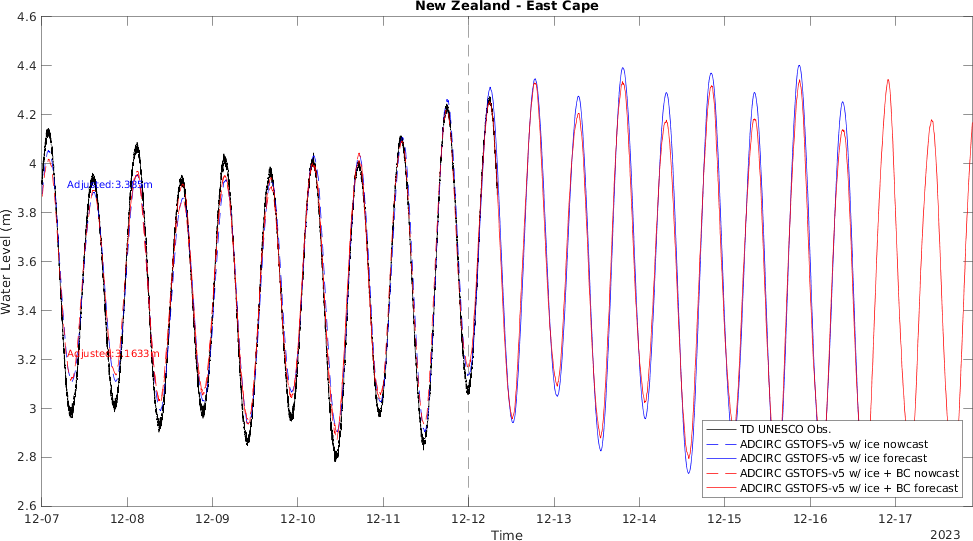 New Zealand - East Cape
4.6
4.4
4.2
4
3.8
3.6
3.4
3.2
3
2.8
2.6
Water Level (m)
Adjusted:3.385m
Adjusted:3.1633m
TD UNESCO Obs.
ADCIRC GSTOFS-v5 w/ ice nowcast
ADCIRC GSTOFS-v5 w/ ice forecast
ADCIRC GSTOFS-v5 w/ ice + BC nowcast
ADCIRC GSTOFS-v5 w/ ice + BC forecast
12-07 12-08 12-09 12-10 12-11 12-12 12-13 12-14 12-15 12-16 12-17
Time
2023